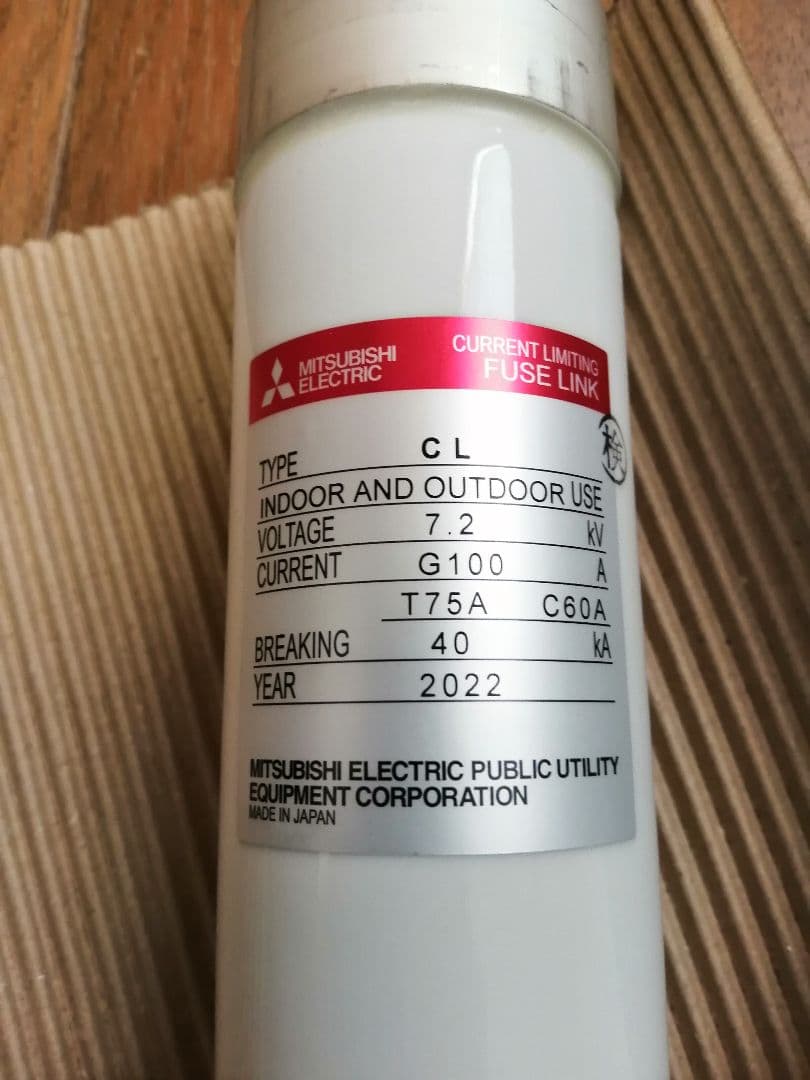 MITSUBISHI
ELECTRIC
CURRENT LIMITING
FUSE LINK
検
TYPE CL
INDOOR AND OUTDOOR USE
VOLTAGE 7.2 kV
CURRENT G100 A
T75A C60A
BREAKING 40 kA
YEAR 2022
MITSUBISHI ELECTRIC PUBLIC UTILITY
EQUIPMENT CORPORATION
MADE IN JAPAN